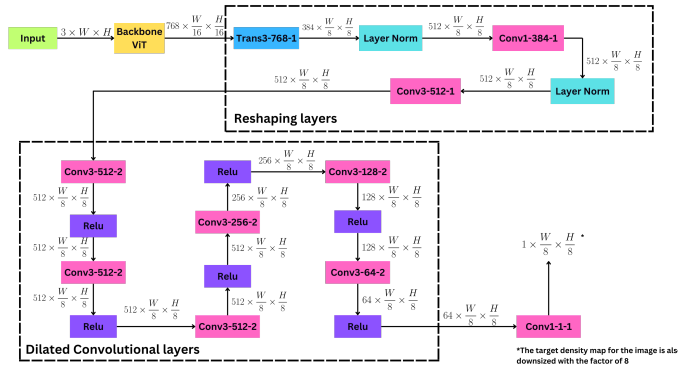 Input
3 × W × H
Backbone
ViT
768 × W/16 × H/16
Trans3-768-1
384 × W/8 × H/8
Layer Norm
512 × W/8 × H/8
Conv1-384-1
512 × W/8 × H/8
Layer Norm
512 × W/8 × H/8
Conv3-512-1
512 × W/8 × H/8
Reshaping layers
Conv3-512-2
512 × W/8 × H/8
Relu
512 × W/8 × H/8
Conv3-512-2
512 × W/8 × H/8
Relu
512 × W/8 × H/8
Conv3-512-2
512 × W/8 × H/8
Relu
512 × W/8 × H/8
Conv3-256-2
256 × W/8 × H/8
Relu
256 × W/8 × H/8
Conv3-128-2
128 × W/8 × H/8
Relu
128 × W/8 × H/8
Conv3-64-2
64 × W/8 × H/8
Relu
64 × W/8 × H/8
Conv1-1-1
1 × W/8 × H/8 *
Dilated Convolutional layers
*The target density map for the image is als
downsized with the factor of 8